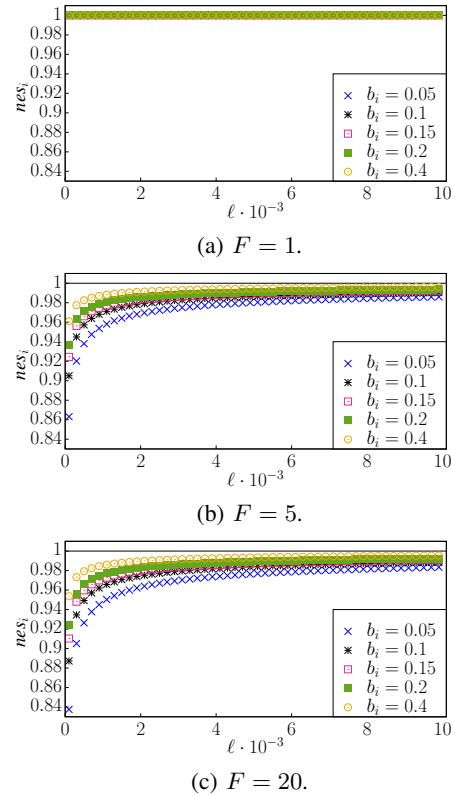 1
0.98
0.96
0.94
0.92
0.9
0.88
0.86
0.84
nes_i
b_i = 0.05
b_i = 0.1
b_i = 0.15
b_i = 0.2
b_i = 0.4
0 2 4 6 8 10
ℓ · 10⁻³
(a) F = 1.
1
0.98
0.96
0.94
0.92
0.9
0.88
0.86
0.84
nes_i
b_i = 0.05
b_i = 0.1
b_i = 0.15
b_i = 0.2
b_i = 0.4
0 2 4 6 8 10
ℓ · 10⁻³
(b) F = 5.
1
0.98
0.96
0.94
0.92
0.9
0.88
0.86
0.84
nes_i
b_i = 0.05
b_i = 0.1
b_i = 0.15
b_i = 0.2
b_i = 0.4
0 2 4 6 8 10
ℓ · 10⁻³
(c) F = 20.